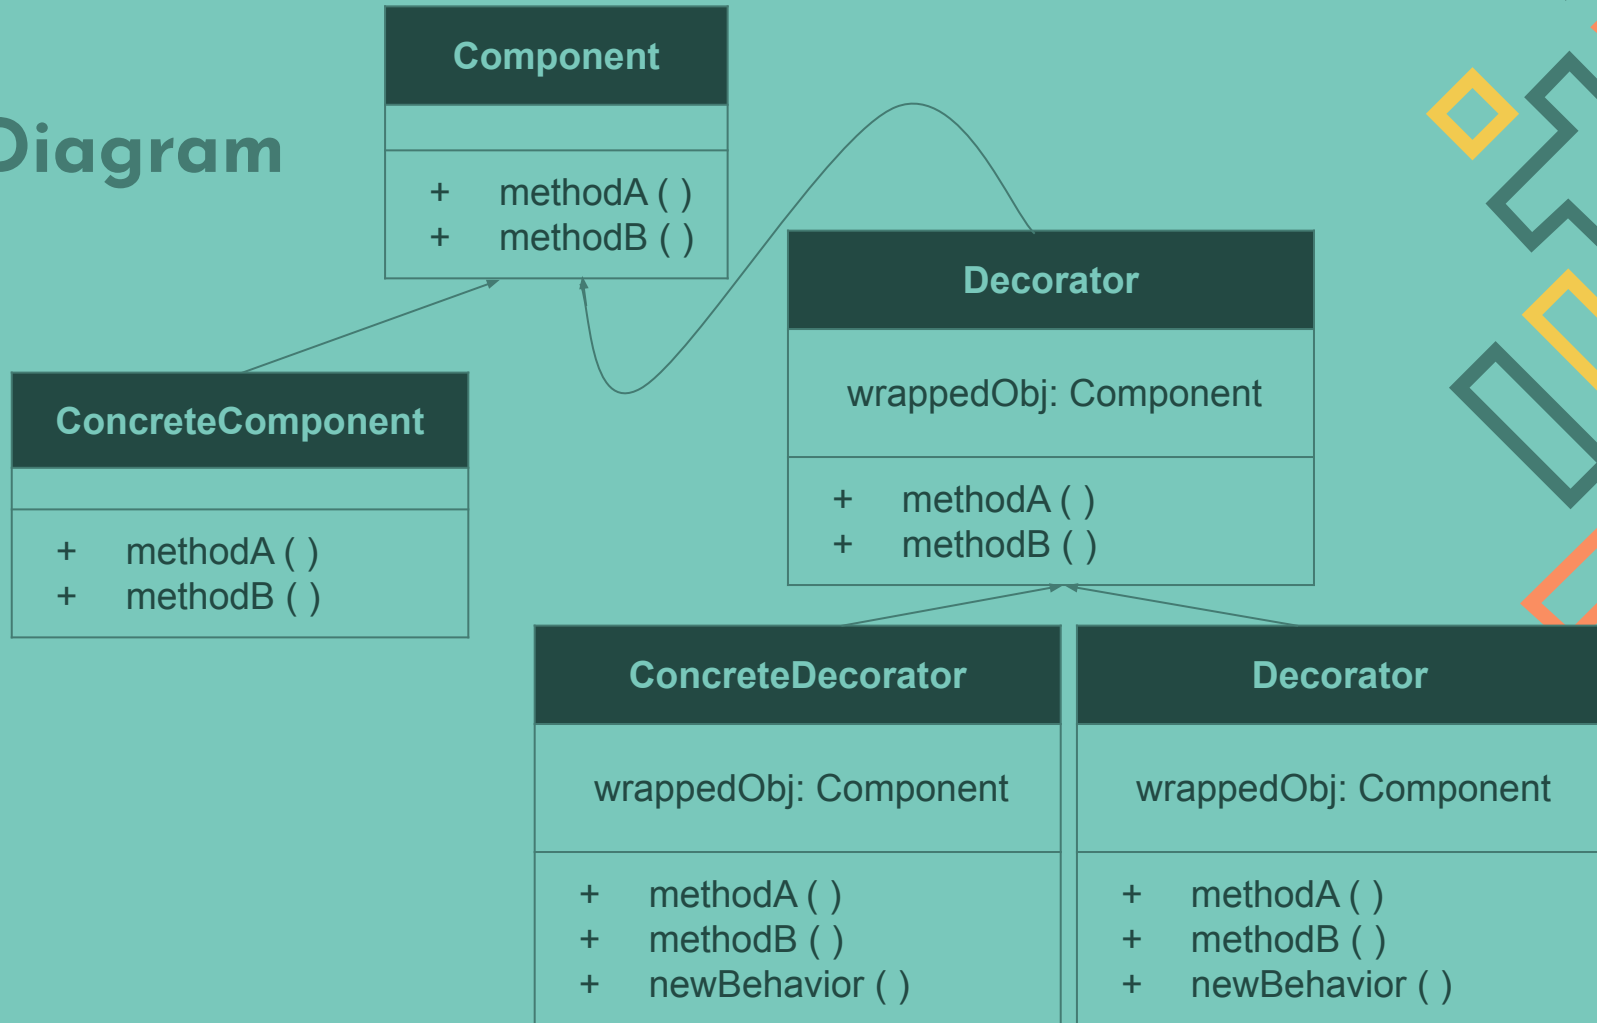 Diagram
Component
+ methodA ( )
+ methodB ( )
Decorator
wrappedObj: Component
+ methodA ( )
+ methodB ( )
ConcreteComponent
+ methodA ( )
+ methodB ( )
ConcreteDecorator
wrappedObj: Component
+ methodA ( )
+ methodB ( )
+ newBehavior ( )
Decorator
wrappedObj: Component
+ methodA ( )
+ methodB ( )
+ newBehavior ( )